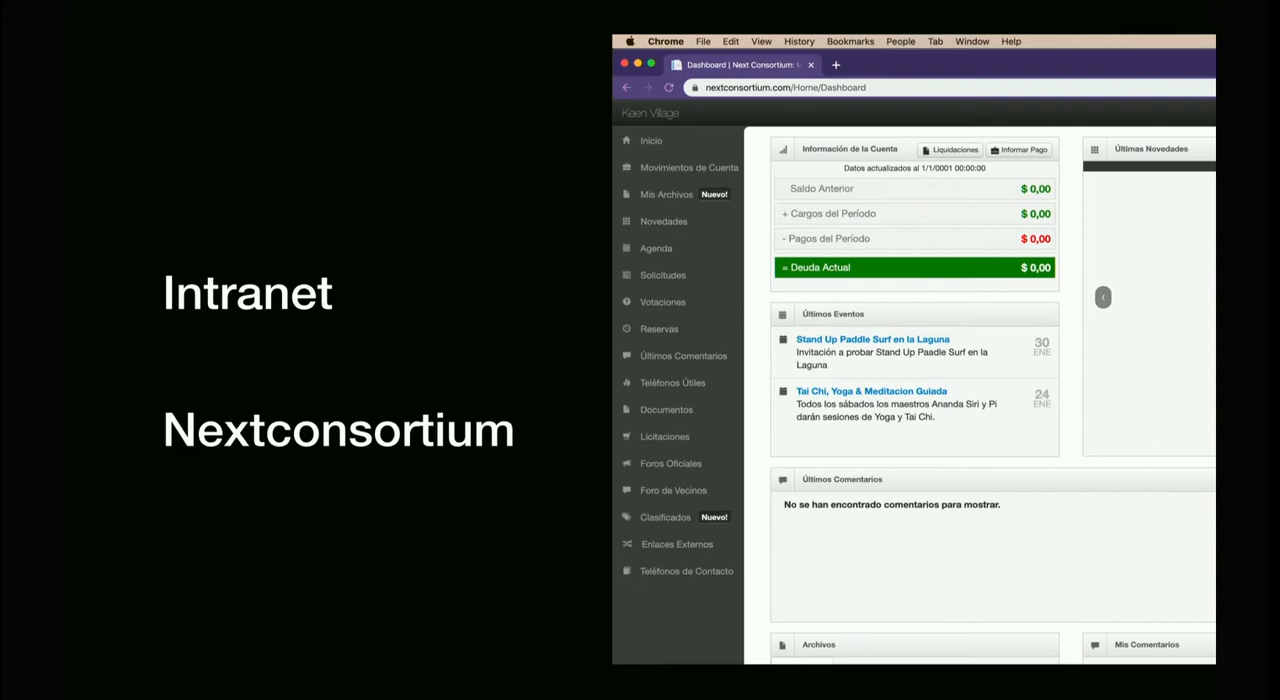 Intranet
Nextconsortium
Chrome File Edit View History Bookmarks People Tab Window Help
Dashboard | Next Consortium:
nextconsortium.com/Home/Dashboard
Keen Village
Inicio
Movimientos de Cuenta
Mis Archivos Nuevo!
Novedades
Agenda
Solicitudes
Votaciones
Reservas
Últimos Comentarios
Teléfonos Útiles
Documentos
Licitaciones
Foros Oficiales
Foro de Vecinos
Clasificados Nuevo!
Enlaces Externos
Teléfonos de Contacto
Información de la Cuenta Liquidaciones Informar Pago
Datos actualizados al 1/1/0001 00:00:00
Saldo Anterior $ 0,00
+ Cargos del Período $ 0,00
- Pagos del Período $ 0,00
= Deuda Actual $ 0,00
Últimos Eventos
Stand Up Paddle Surf en la Laguna
Invitación a probar Stand Up Paadle Surf en la
Laguna
30
ENE
Tai Chi, Yoga & Meditacion Guiada
Todos los sábados los maestros Ananda Siri y Pi
darán sesiones de Yoga y Tai Chi.
24
ENE
Últimos Comentarios
No se han encontrado comentarios para mostrar.
Archivos
Últimas Novedades
Mis Comentarios